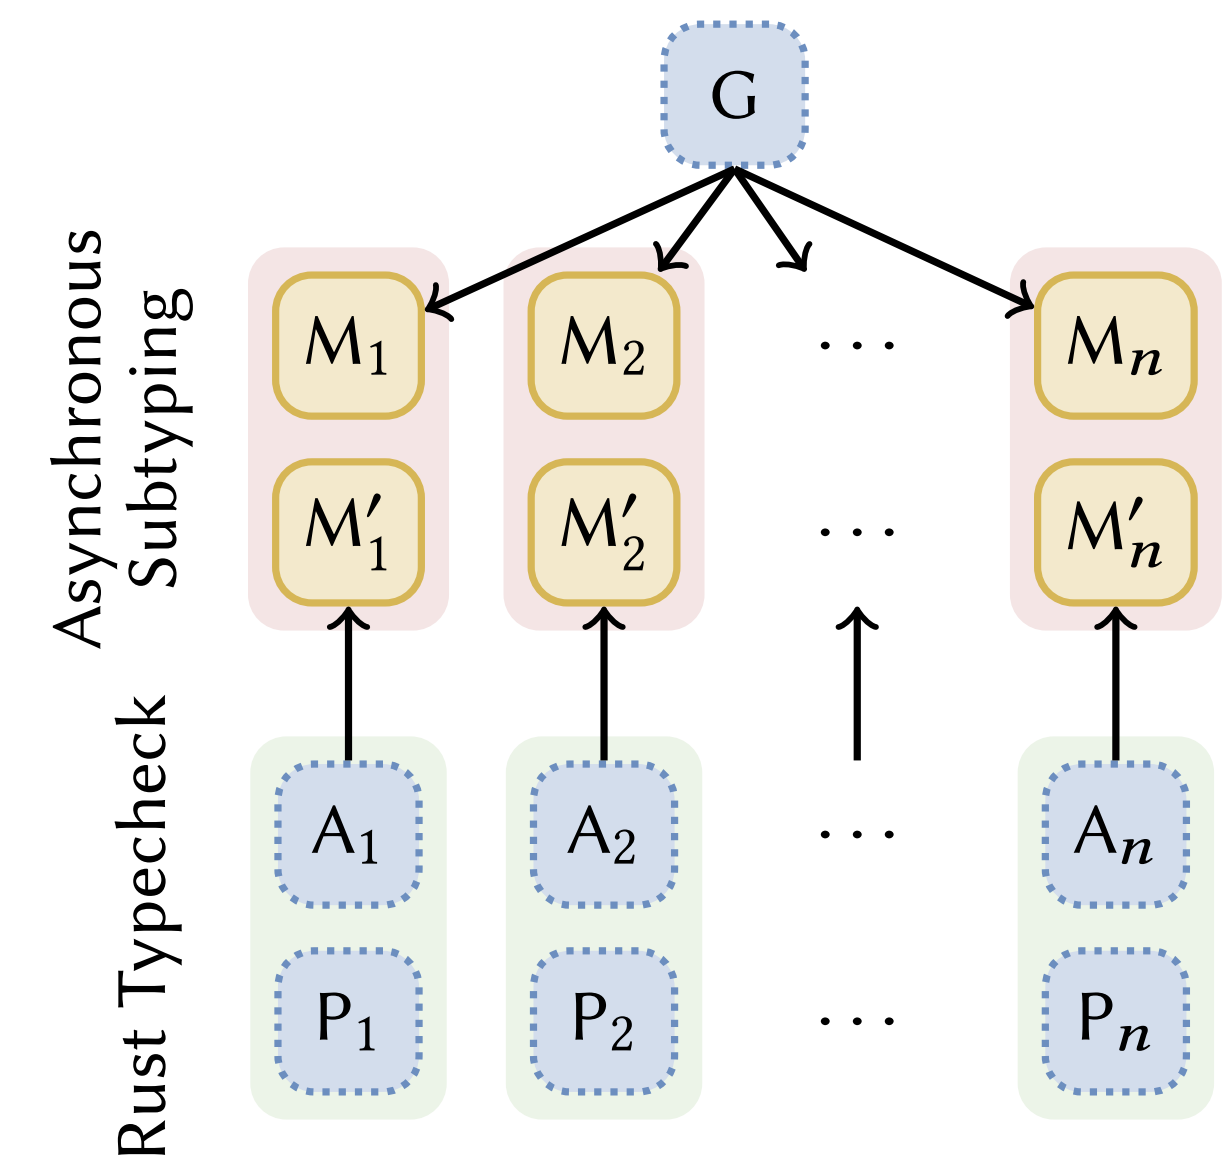 G
Asynchronous
Subtyping
M₁ M₂ ... Mₙ
M′₁ M′₂ ... M′ₙ
Rust Typecheck
A₁ A₂ ... Aₙ
P₁ P₂ ... Pₙ